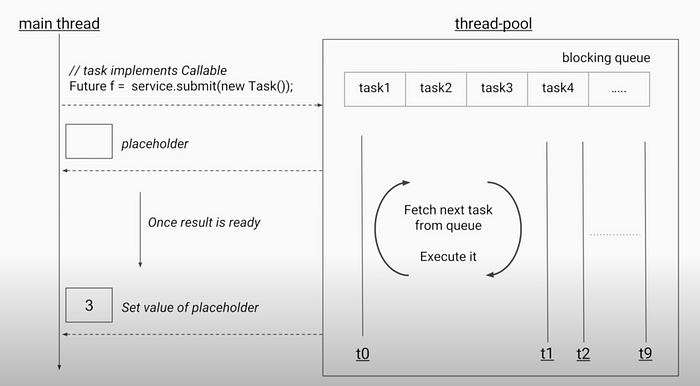 main thread
thread-pool
// task implements Callable
Future f = service.submit(new Task());
blocking queue
task1 task2 task3 task4 .....
placeholder
Once result is ready
Fetch next task
from queue
Execute it
3
Set value of placeholder
t0 t1 t2 t9